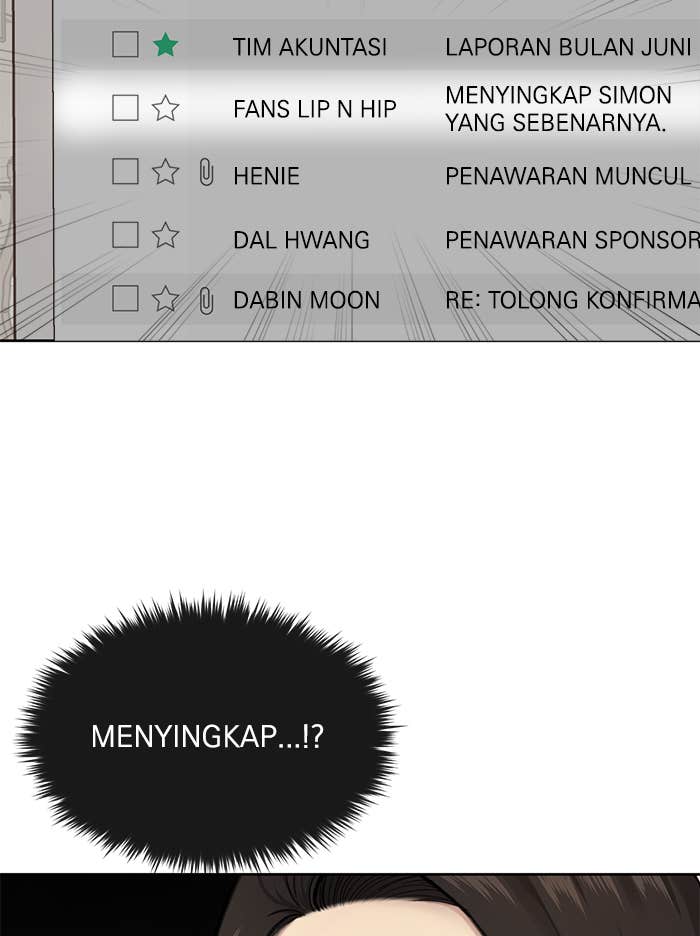 TIM AKUNTASI LAPORAN BULAN JUNI
FANS LIP N HIP MENYINGKAP SIMON
YANG SEBENARNYA.
HENIE PENAWARAN MUNCUL
DAL HWANG PENAWARAN SPONSOR
DABIN MOON RE: TOLONG KONFIRMA
MENYINGKAP...!?